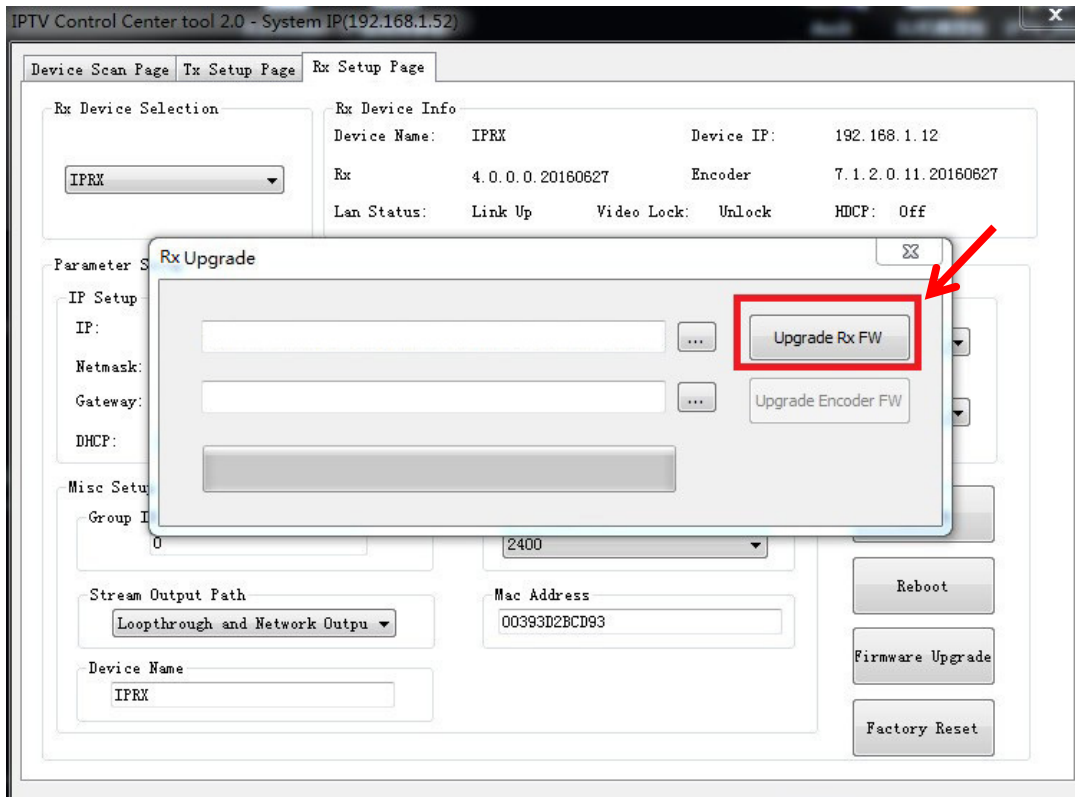 IPTV Control Center tool 2.0 - System IP(192.168.1.52)
Device Scan Page Tx Setup Page Rx Setup Page
Rx Device Selection
IPRX
Rx Device Info
Device Name: IPRX Device IP: 192.168.1.12
Rx 4.0.0.0.20160627 Encoder 7.1.2.0.11.20160627
Lan Status: Link Up Video Lock: Unlock HDCP: Off
Parameter S
IP Setup
IP:
Netmask:
Gateway:
DHCP:
Rx Upgrade
... Upgrade Rx FW
... Upgrade Encoder FW
Misc Setu
Group I
0
2400
Stream Output Path
Loopthrough and Network Outpu
Mac Address
00393D2BCD93
Device Name
IPRX
Reboot
Firmware Upgrade
Factory Reset